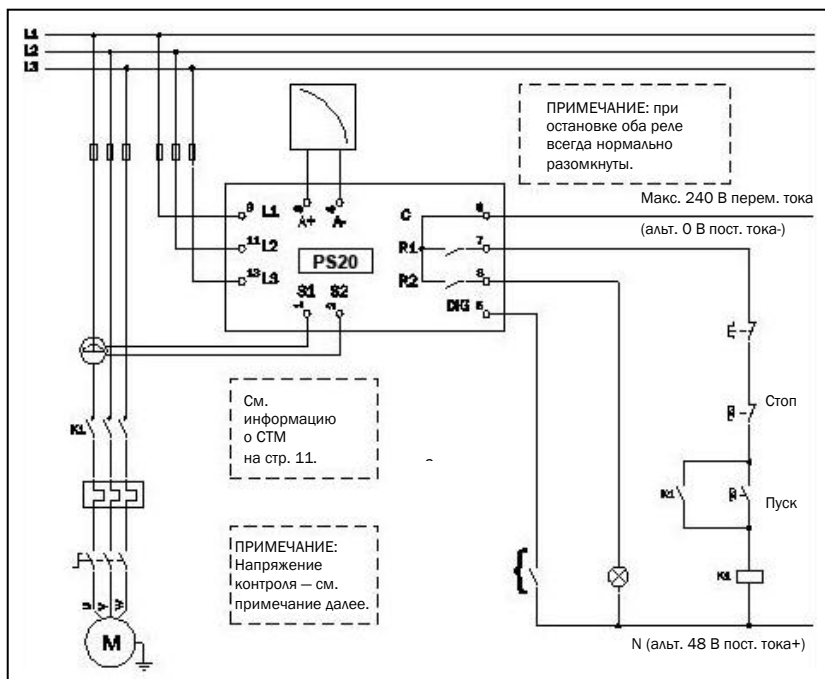 L1
L2
L3
ПРИМЕЧАНИЕ: при
остановке оба реле
всегда нормально
разомкнуты.
Макс. 240 В перем. тока
(альт. 0 В пост. тока-)
9 L1
A+
A-
C 6
11 L2
R1 7
PS20
13 L3
R2 8
S1 S2
1 2
DIG 5
См.
информацию
о СТМ
на стр. 11.
Стоп
K1
K1
Пуск
ПРИМЕЧАНИЕ:
Напряжение
контроля — см.
примечание далее.
K1
U V W
M
N (альт. 48 В пост. тока+)